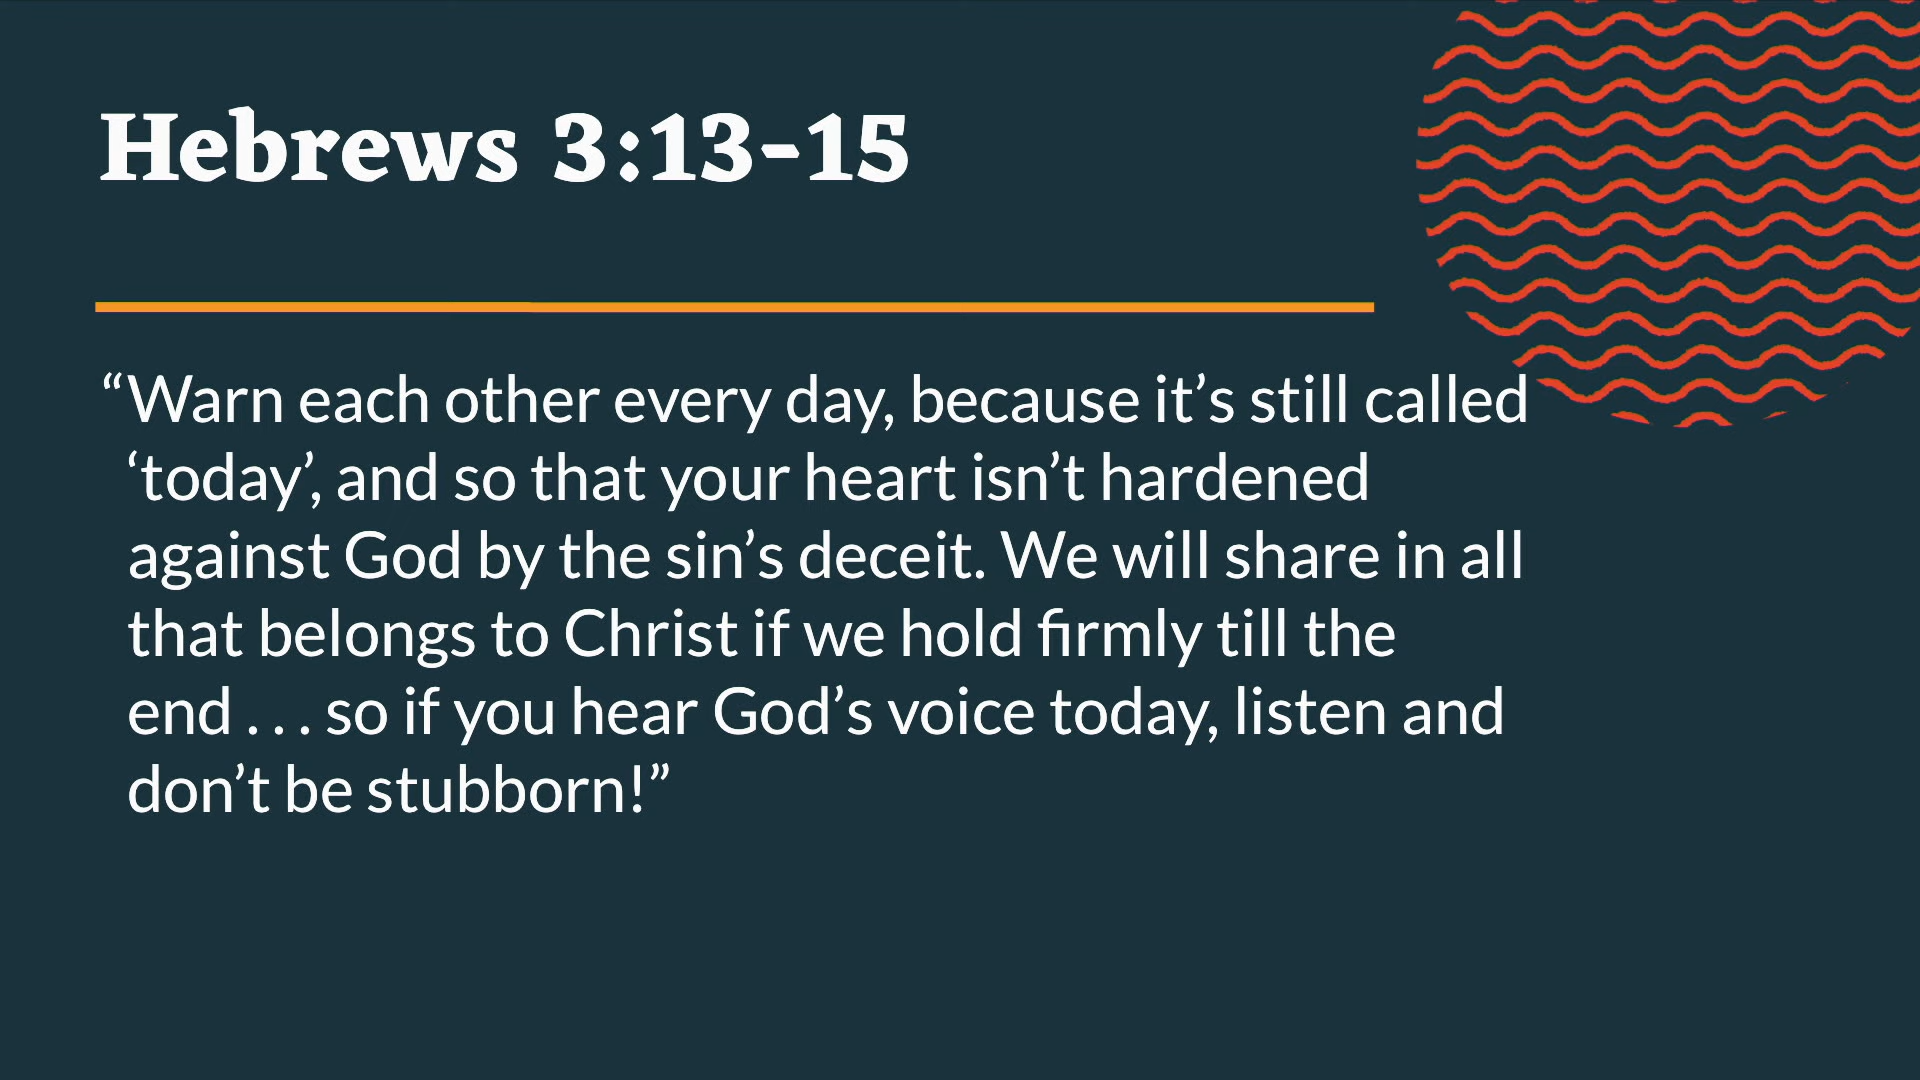 Hebrews 3:13-15
“Warn each other every day, because it’s still called
‘today’, and so that your heart isn’t hardened
against God by the sin’s deceit. We will share in all
that belongs to Christ if we hold firmly till the
end . . . so if you hear God’s voice today, listen and
don’t be stubborn!”